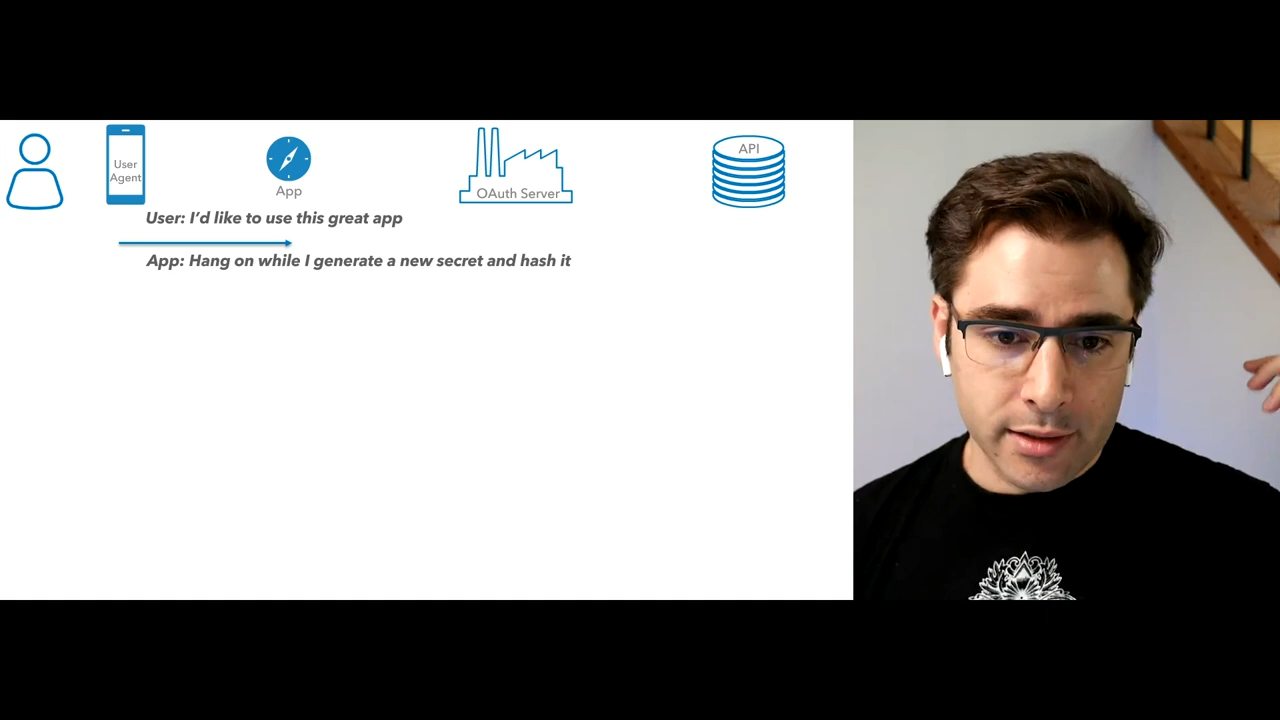 User
Agent
App
OAuth Server
API
User: I'd like to use this great app
App: Hang on while I generate a new secret and hash it